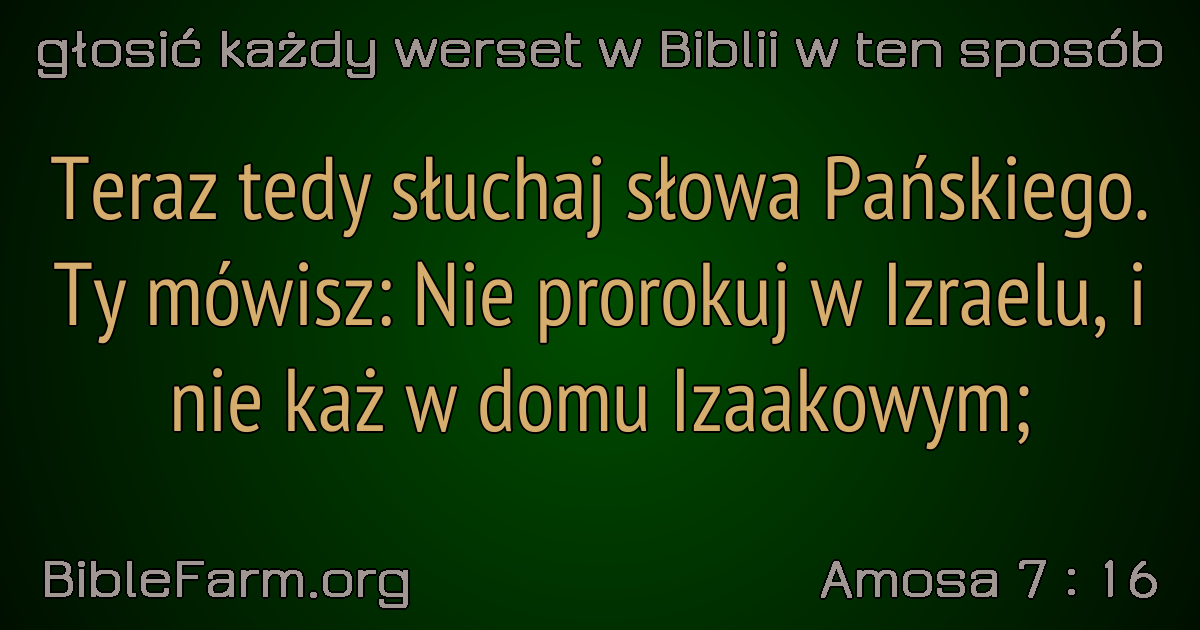 głosić każdy werset w Biblii w ten sposób
Teraz tedy słuchaj słowa Pańskiego.
Ty mówisz: Nie prorokuj w Izraelu, i
nie każ w domu Izaakowym;
BibleFarm.org
Amosa 7 : 16